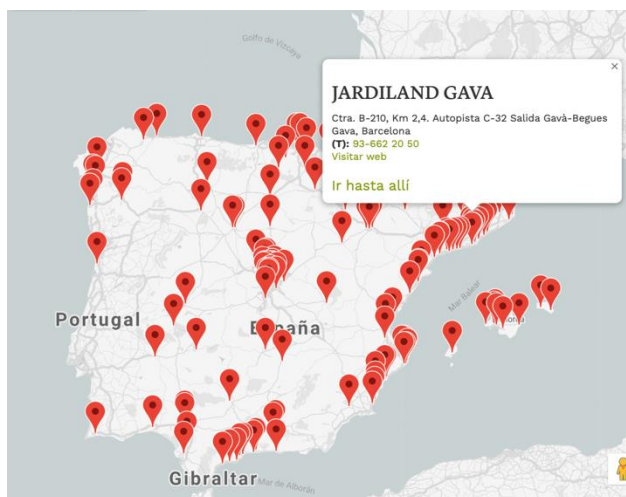 Golfo de Vizcaya
×
JARDILAND GAVA
Ctra. B-210, Km 2,4. Autopista C-32 Salida Gavà-Begues
Gava, Barcelona
(T): 93-662 20 50
Visitar web
Ir hasta allí
Mar Balear
Portugal
España
Gibraltar
Mar de Alborán